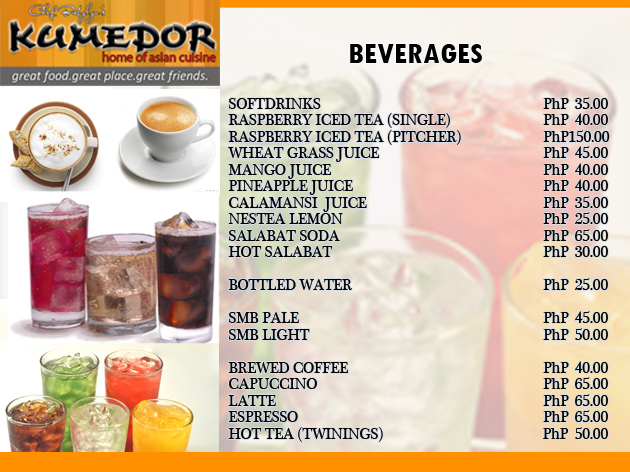 KUMEDOR
home of asian cuisine
great food.great place.great friends.
BEVERAGES
SOFTDRINKS PhP 35.00
RASPBERRY ICED TEA (SINGLE) PhP 40.00
RASPBERRY ICED TEA (PITCHER) PhP150.00
WHEAT GRASS JUICE PhP 45.00
MANGO JUICE PhP 40.00
PINEAPPLE JUICE PhP 40.00
CALAMANSI JUICE PhP 35.00
NESTEA LEMON PhP 25.00
SALABAT SODA PhP 65.00
HOT SALABAT PhP 30.00
BOTTLED WATER PhP 25.00
SMB PALE PhP 45.00
SMB LIGHT PhP 50.00
BREWED COFFEE PhP 40.00
CAPUCCINO PhP 65.00
LATTE PhP 65.00
ESPRESSO PhP 65.00
HOT TEA (TWININGS) PhP 50.00